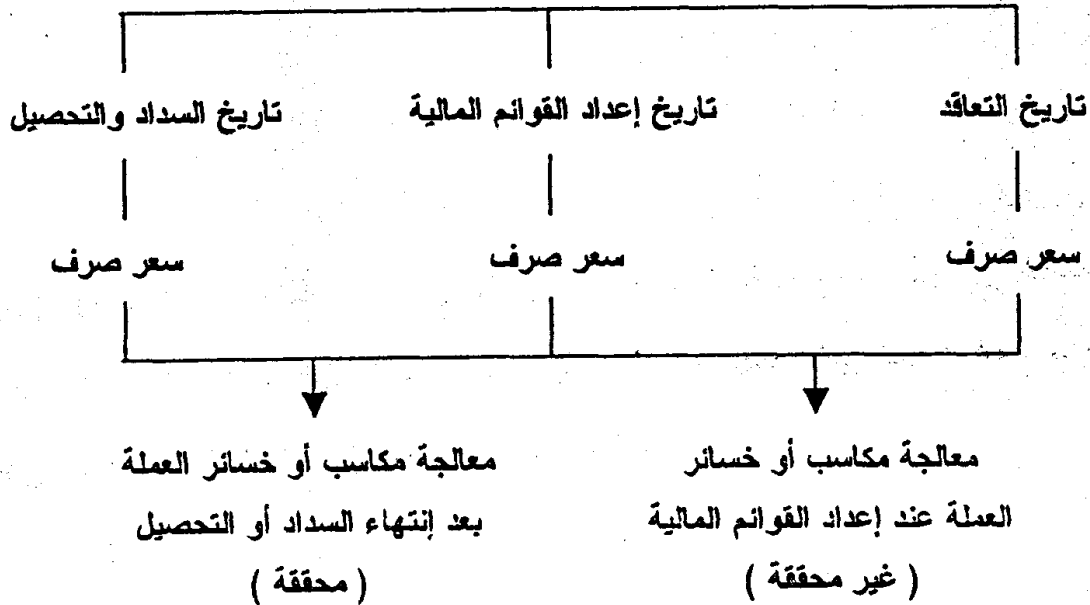 تاريخ التعاقد
تاريخ إعداد القوائم المالية
تاريخ السداد والتحصيل
سعر صرف
سعر صرف
سعر صرف
معالجة مكاسب أو خسائر
العملة عند إعداد القوائم المالية
( غير محققة )
معالجة مكاسب أو خسائر العملة
بعد إنتهاء السداد أو التحصيل
( محققة )